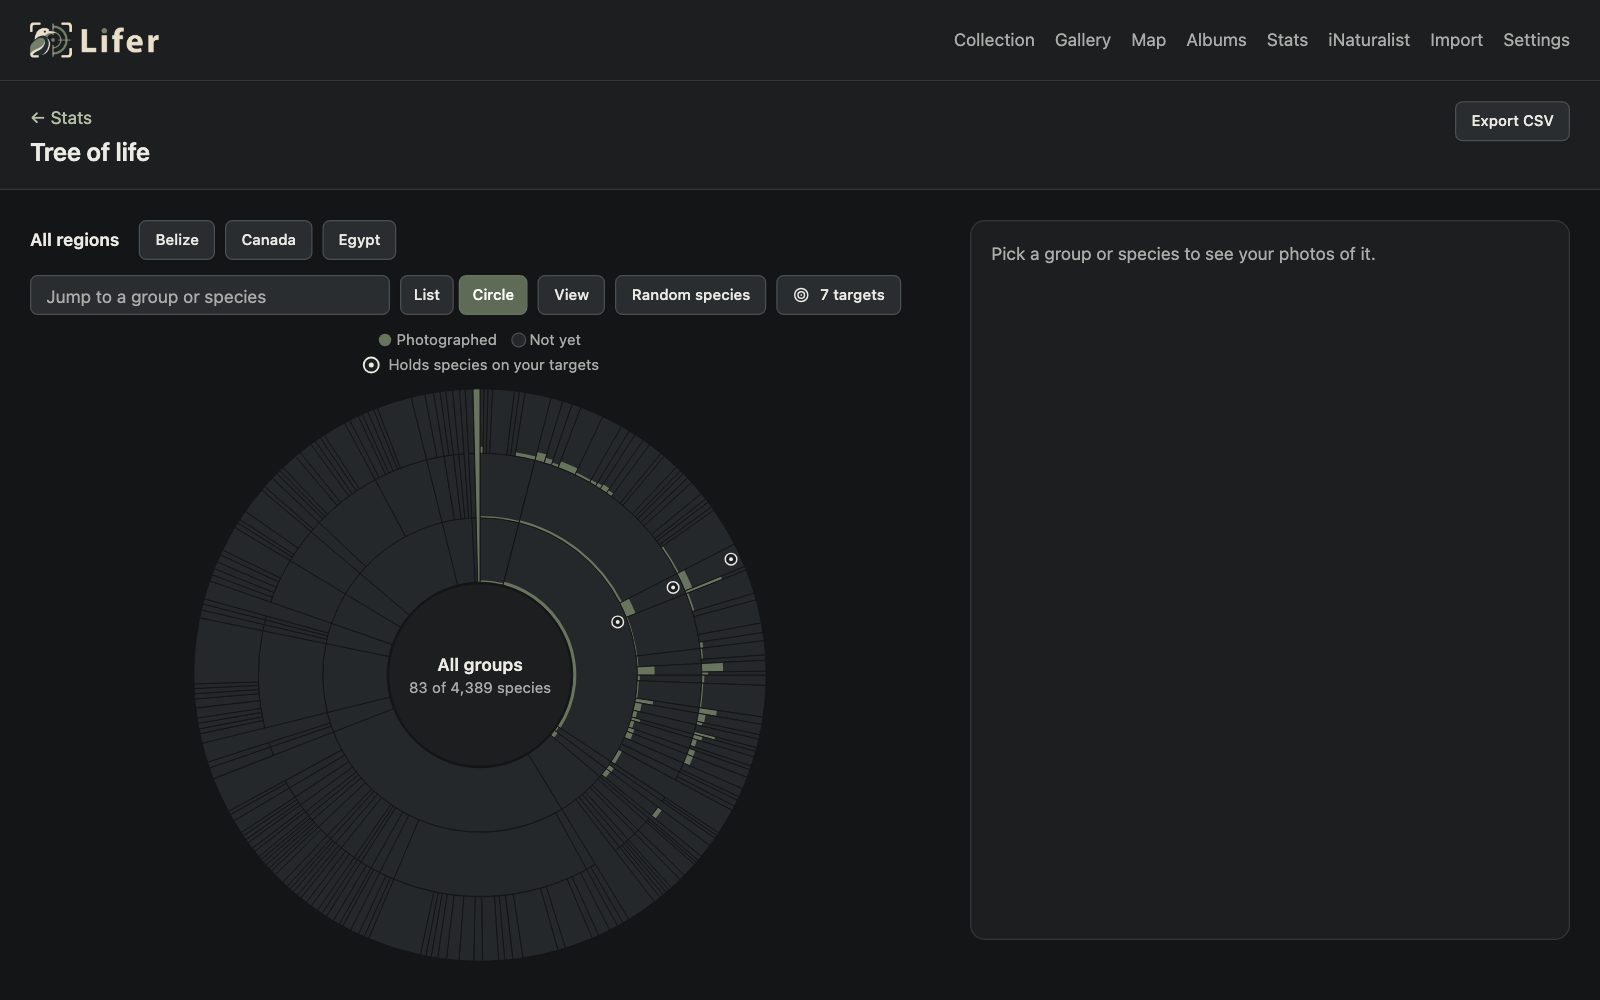 Lifer
Collection Gallery Map Albums Stats iNaturalist Import Settings
← Stats
Tree of life
Export CSV
All regions Belize Canada Egypt
Jump to a group or species List Circle View Random species 7 targets
Photographed Not yet
Holds species on your targets
Pick a group or species to see your photos of it.
All groups
83 of 4,389 species